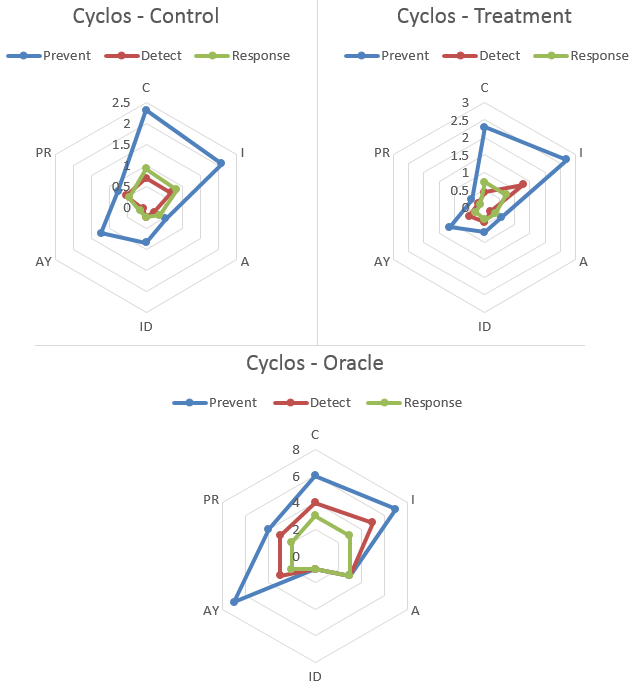 Cyclos - Control
Prevent Detect Response
C
2.5
2
1.5
1
0.5
0
PR
I
AY
A
ID
Cyclos - Treatment
Prevent Detect Response
C
3
2.5
2
1.5
1
0.5
0
PR
I
AY
A
ID
Cyclos - Oracle
Prevent Detect Response
C
8
6
4
2
0
PR
I
AY
A
ID